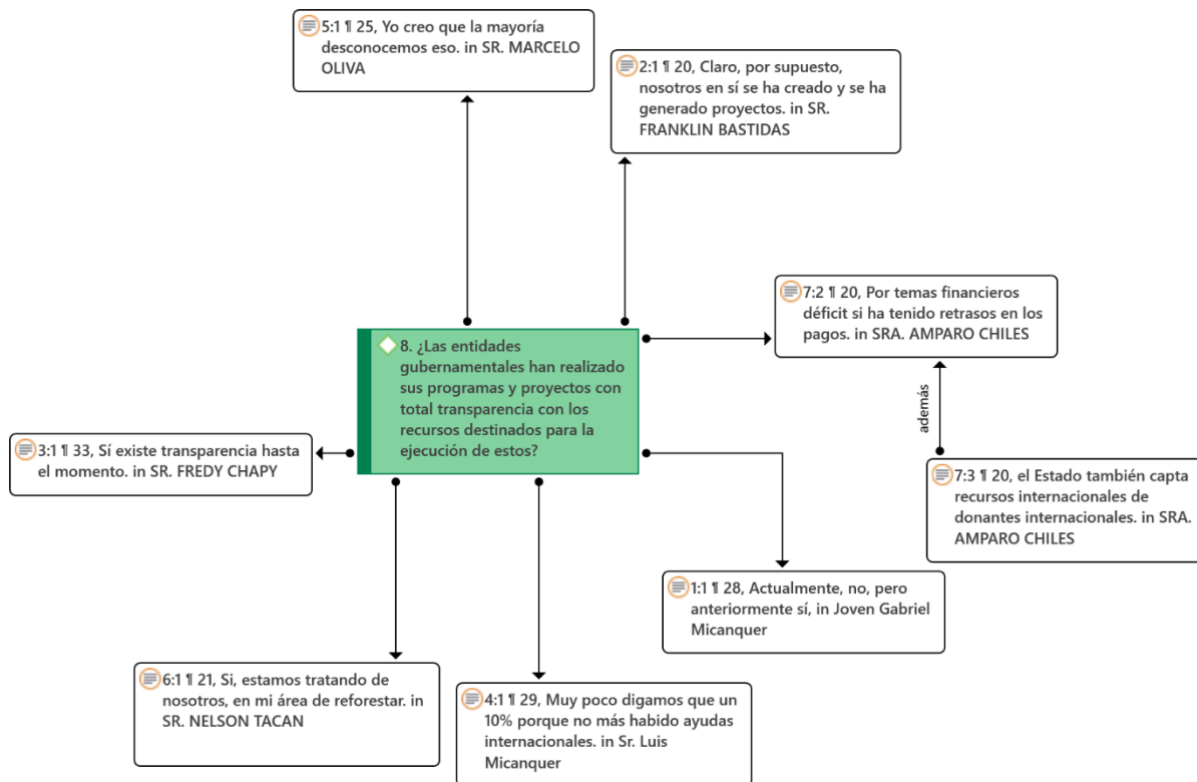 5:1 ¶ 25, Yo creo que la mayoría
desconocemos eso. in SR. MARCELO
OLIVA
2:1 ¶ 20, Claro, por supuesto,
nosotros en sí se ha creado y se ha
generado proyectos. in SR.
FRANKLIN BASTIDAS
7:2 ¶ 20, Por temas financieros
déficit si ha tenido retrasos en los
pagos. in SRA. AMPARO CHILES
8. ¿Las entidades
gubernamentales han realizado
sus programas y proyectos con
total transparencia con los
recursos destinados para la
ejecución de estos?
además
3:1 ¶ 33, Sí existe transparencia hasta
el momento. in SR. FREDY CHAPY
7:3 ¶ 20, el Estado también capta
recursos internacionales de
donantes internacionales. in SRA.
AMPARO CHILES
1:1 ¶ 28, Actualmente, no, pero
anteriormente sí, in Joven Gabriel
Micanquer
6:1 ¶ 21, Si, estamos tratando de
nosotros, en mi área de reforestar. in
SR. NELSON TACAN
4:1 ¶ 29, Muy poco digamos que un
10% porque no más habido ayudas
internacionales. in Sr. Luis
Micanquer